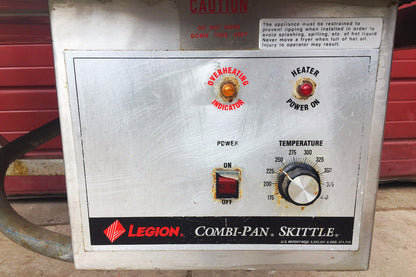 CAUTION
The appliance must be restrained to
prevent tipping when installed in order to
avoid splashing, spilling, etc. of hot liquid
Never move a fryer when full of hot oil.
Injury to operator may result.
OVERHEATING
INDICATOR
HEATER
POWER ON
POWER
ON
OFF
TEMPERATURE
275 300
250 325
225
200
175
LEGION® COMBI-PAN® SKITTLE®